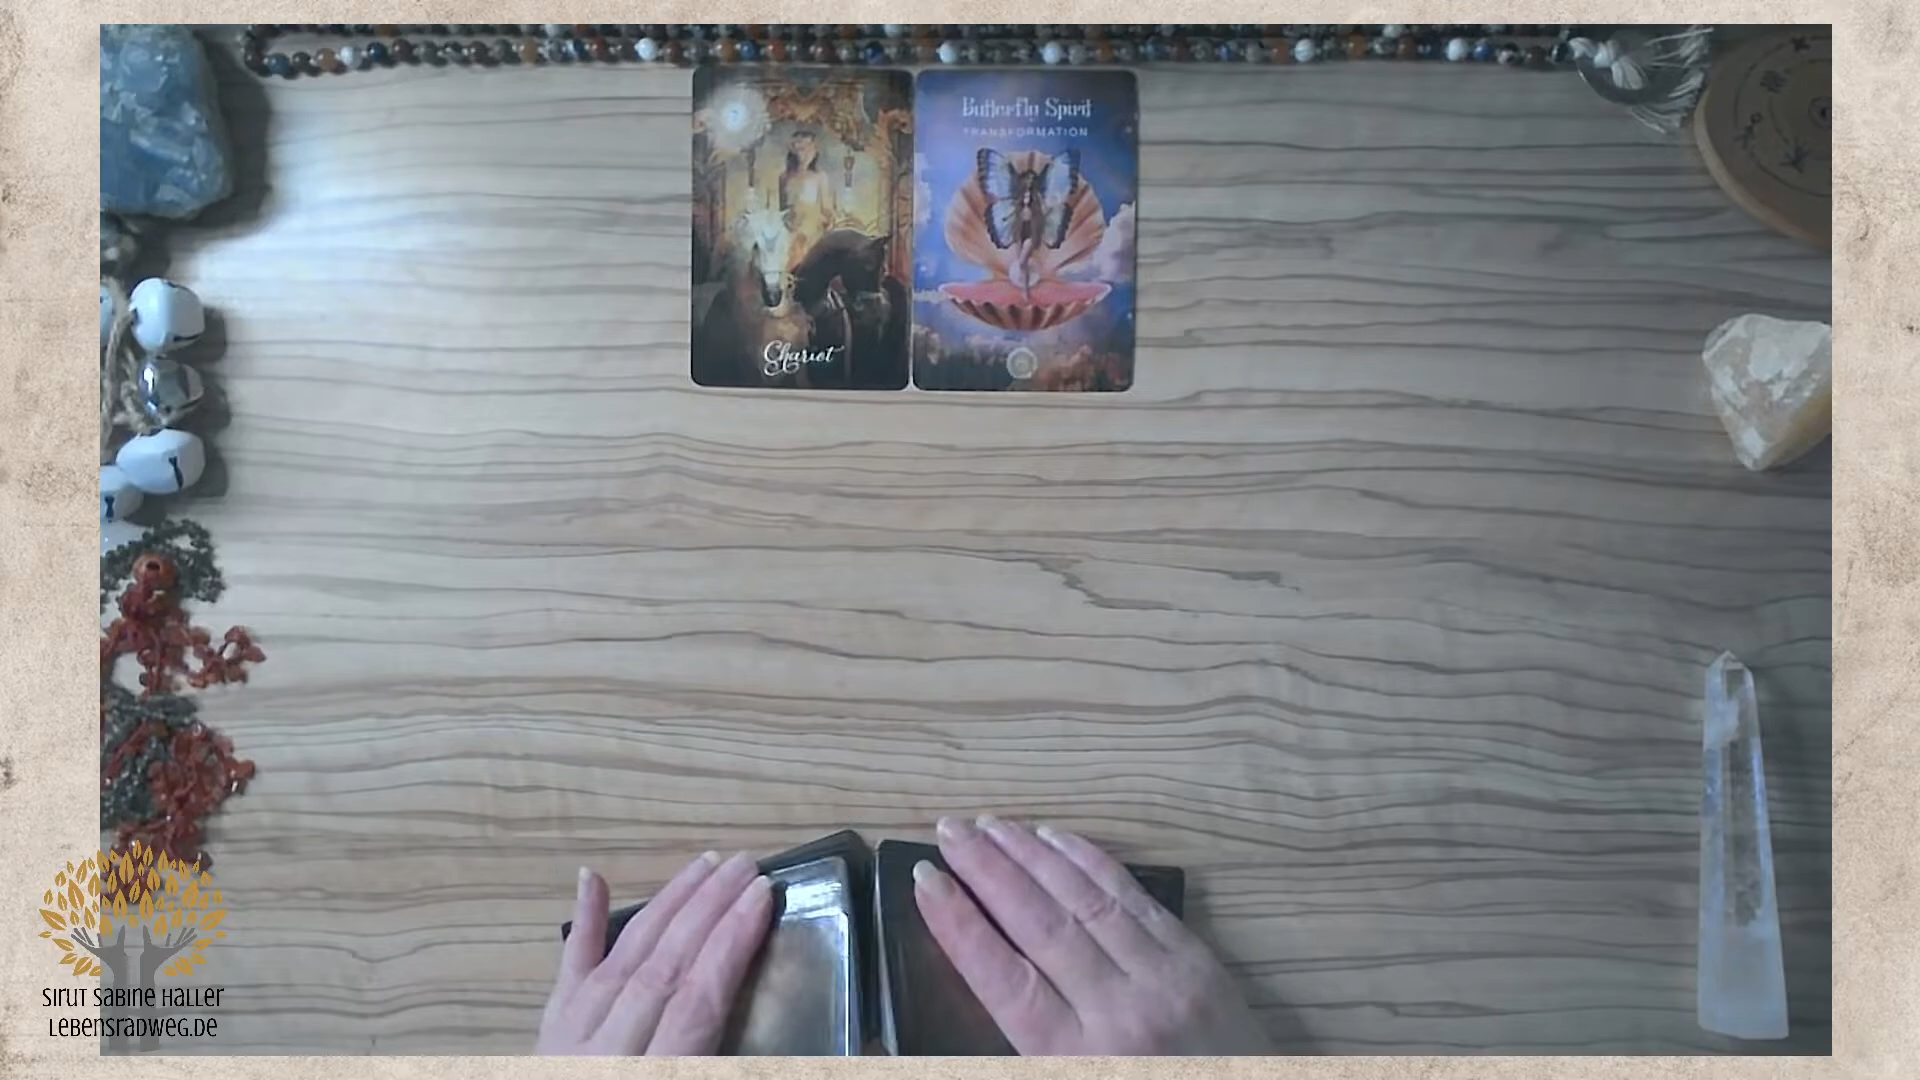 Butterfly Spirit
TRANSFORMATION
Chariot
SIRUT SABINE HALLER
LEBENSRADWEG.DE